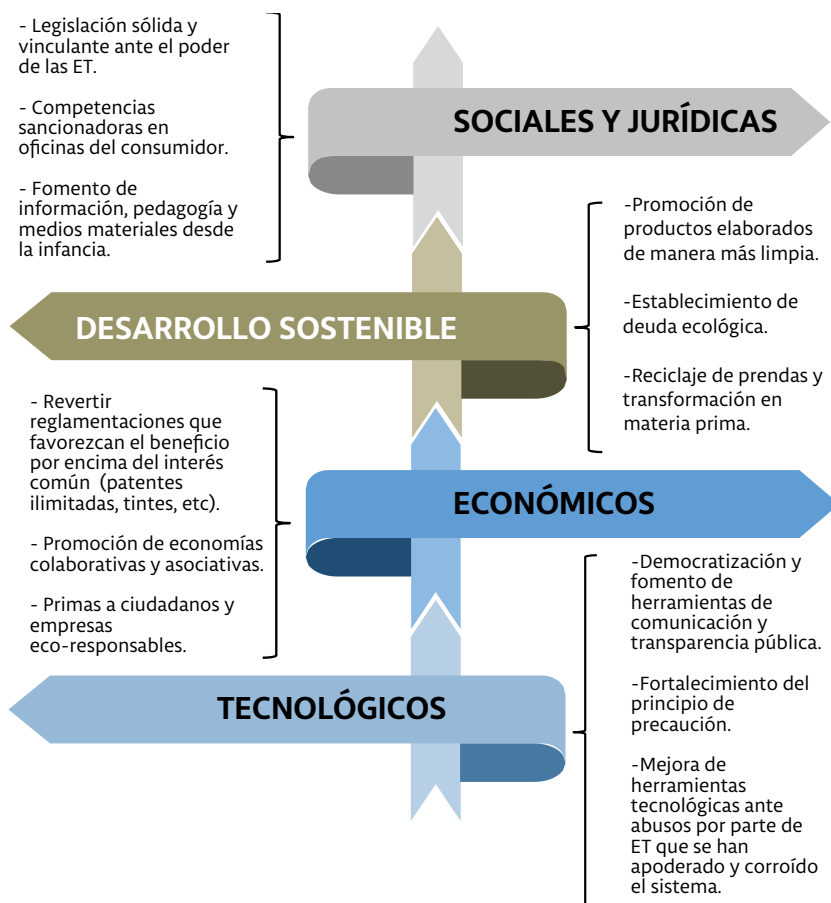 - Legislación sólida y
vinculante ante el poder
de las ET.
- Competencias
sancionadoras en
oficinas del consumidor.
- Fomento de
información, pedagogía y
medios materiales desde
la infancia.
SOCIALES Y JURÍDICAS
DESARROLLO SOSTENIBLE
-Promoción de
productos elaborados
de manera más limpia.
-Establecimiento de
deuda ecológica.
-Reciclaje de prendas y
transformación en
materia prima.
- Revertir
reglamentaciones que
favorezcan el beneficio
por encima del interés
común (patentes
ilimitadas, tintes, etc).
- Promoción de economías
colaborativas y asociativas.
- Primas a ciudadanos y
empresas
eco-responsables.
ECONÓMICOS
TECNOLÓGICOS
-Democratización y
fomento de
herramientas de
comunicación y
transparencia pública.
-Fortalecimiento del
principio de
precaución.
-Mejora de
herramientas
tecnológicas ante
abusos por parte de
ET que se han
apoderado y corroído
el sistema.